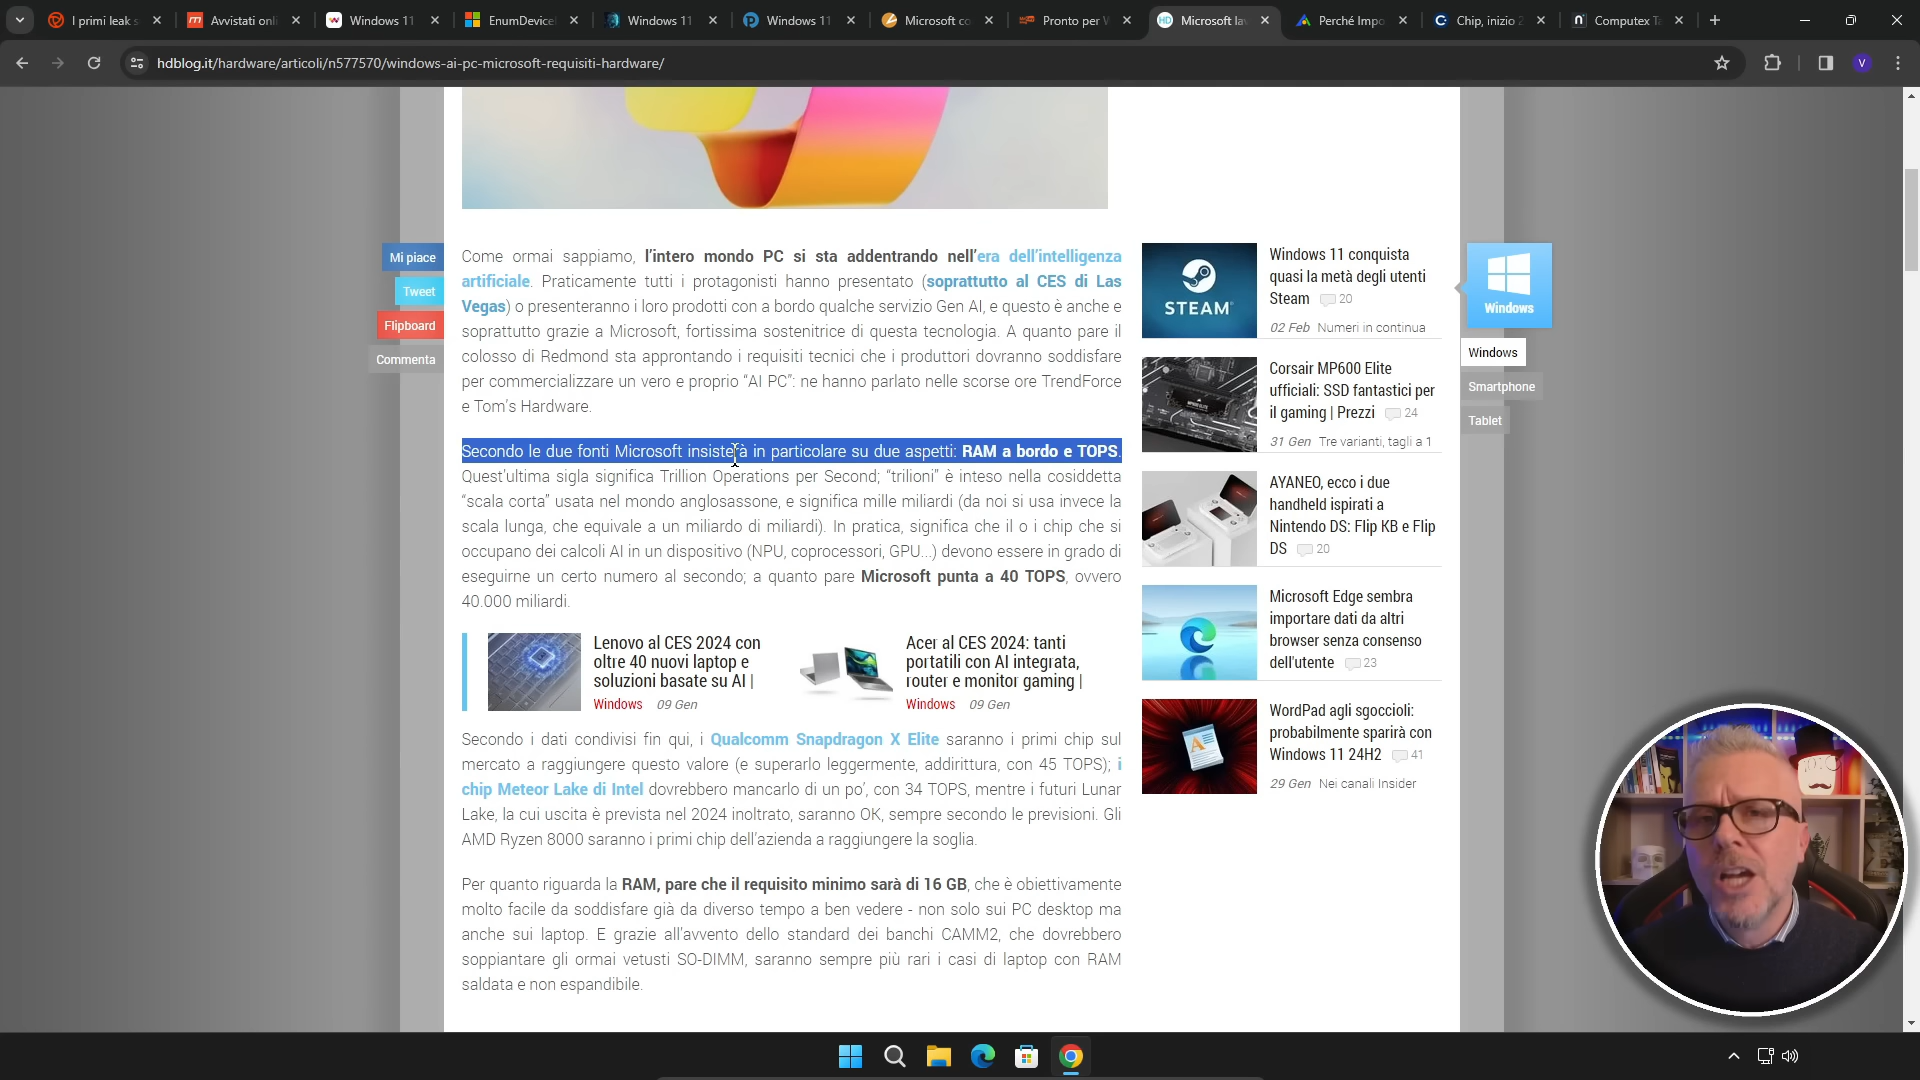 I primi leak s
Avvistati onli
Windows 11
EnumDevice
Windows 11
Windows 11
Microsoft co
Pronto per W
Microsoft lav
Perché Impo
Chip, inizio 2
Computex Ta
hdblog.it/hardware/articoli/n577570/windows-ai-pc-microsoft-requisiti-hardware/
V
Mi piace
Tweet
Flipboard
Commenta
Come ormai sappiamo, l’intero mondo PC si sta addentrando nell’era dell’intelligenza
artificiale. Praticamente tutti i protagonisti hanno presentato (soprattutto al CES di Las
Vegas) o presenteranno i loro prodotti con a bordo qualche servizio Gen AI, e questo è anche e
soprattutto grazie a Microsoft, fortissima sostenitrice di questa tecnologia. A quanto pare il
colosso di Redmond sta approntando i requisiti tecnici che i produttori dovranno soddisfare
per commercializzare un vero e proprio “AI PC”: ne hanno parlato nelle scorse ore TrendForce
e Tom’s Hardware.
Secondo le due fonti Microsoft insisterà in particolare su due aspetti: RAM a bordo e TOPS.
Quest’ultima sigla significa Trillion Operations per Second; “trilioni” è inteso nella cosiddetta
“scala corta” usata nel mondo anglosassone, e significa mille miliardi (da noi si usa invece la
scala lunga, che equivale a un miliardo di miliardi). In pratica, significa che il o i chip che si
occupano dei calcoli AI in un dispositivo (NPU, coprocessori, GPU...) devono essere in grado di
eseguirne un certo numero al secondo; a quanto pare Microsoft punta a 40 TOPS, ovvero
40.000 miliardi.
Lenovo al CES 2024 con
oltre 40 nuovi laptop e
soluzioni basate su AI |
Windows 09 Gen
Acer al CES 2024: tanti
portatili con AI integrata,
router e monitor gaming |
Windows 09 Gen
Secondo i dati condivisi fin qui, i Qualcomm Snapdragon X Elite saranno i primi chip sul
mercato a raggiungere questo valore (e superarlo leggermente, addirittura, con 45 TOPS); i
chip Meteor Lake di Intel dovrebbero mancarlo di un po’, con 34 TOPS, mentre i futuri Lunar
Lake, la cui uscita è prevista nel 2024 inoltrato, saranno OK, sempre secondo le previsioni. Gli
AMD Ryzen 8000 saranno i primi chip dell’azienda a raggiungere la soglia.
Per quanto riguarda la RAM, pare che il requisito minimo sarà di 16 GB, che è obiettivamente
molto facile da soddisfare già da diverso tempo a ben vedere - non solo sui PC desktop ma
anche sui laptop. E grazie all’avvento dello standard dei banchi CAMM2, che dovrebbero
soppiantare gli ormai vetusti SO-DIMM, saranno sempre più rari i casi di laptop con RAM
saldata e non espandibile.
STEAM
Windows 11 conquista
quasi la metà degli utenti
Steam 20
02 Feb Numeri in continua
Corsair MP600 Elite
ufficiali: SSD fantastici per
il gaming | Prezzi 24
31 Gen Tre varianti, tagli a 1
AYANEO, ecco i due
handheld ispirati a
Nintendo DS: Flip KB e Flip
DS 20
Microsoft Edge sembra
importare dati da altri
browser senza consenso
dell'utente 23
WordPad agli sgoccioli:
probabilmente sparirà con
Windows 11 24H2 41
29 Gen Nei canali Insider
Windows
Windows
Smartphone
Tablet